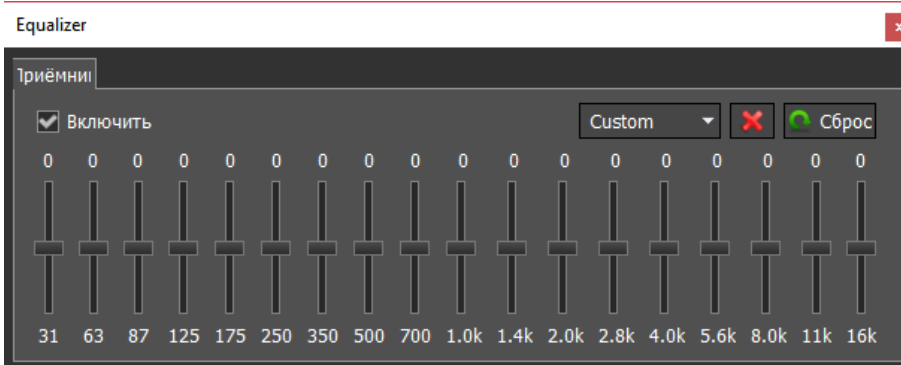 Equalizer
Приёмни
Включить Custom Сброс
0 0 0 0 0 0 0 0 0 0 0 0 0 0 0 0 0 0
31 63 87 125 175 250 350 500 700 1.0k 1.4k 2.0k 2.8k 4.0k 5.6k 8.0k 11k 16k